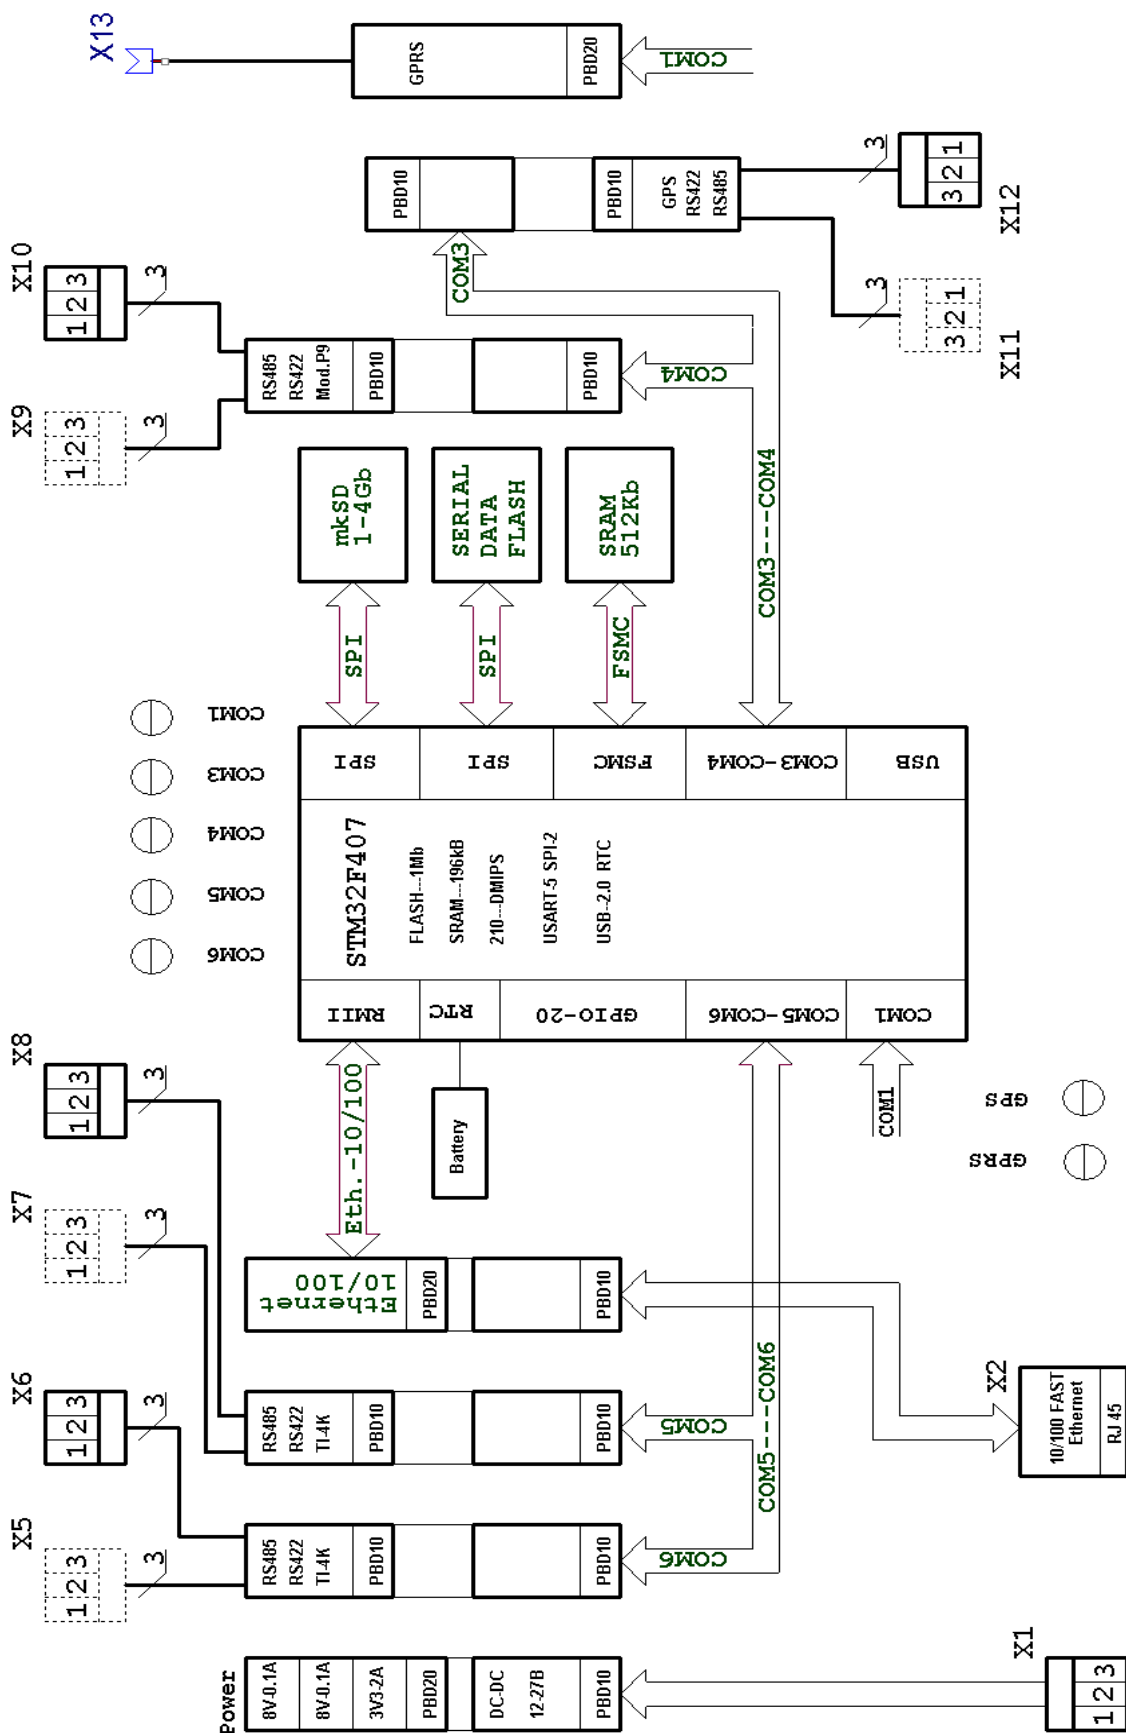 X13
GPRS
PBD20
COM1
PBD10
PBD10
GPS
RS422
RS485
3
3 2 1
X12
3
3 2 1
X11
COM3
X10
1 2 3
3
X9
1 2 3
3
RS485
RS422
Mod.P9
PBD10
PBD10
COM4
mkSD
1-4Gb
SERIAL
DATA
FLASH
SRAM
512Kb
SPI
SPI
FSMC
COM3----COM4
COM1
COM3
COM4
COM5
COM6
SPI
SPI
FSMC
COM3-COM4
USB
STM32F407
FLASH---1Mb
SRAM---196kB
210---DMIPS
USART-5 SPI-2
USB-2.0 RTC
RMII
RTC
GPIO-20
COM5-COM6
COM1
COM1
GPS
GPRS
Eth.-10/100
Battery
X8
1 2 3
3
X7
1 2 3
3
Ethernet
10/100
PBD20
PBD10
X6
1 2 3
3
RS485
RS422
TI-4K
PBD10
PBD10
COM5
COM5----COM6
X2
10/100 FAST
Ethernet
RJ 45
X5
1 2 3
3
RS485
RS422
TI-4K
PBD10
PBD10
COM6
Power
8V-0.1A
8V-0.1A
3V3-2A
PBD20
DC-DC
12-27B
PBD10
X1
1 2 3